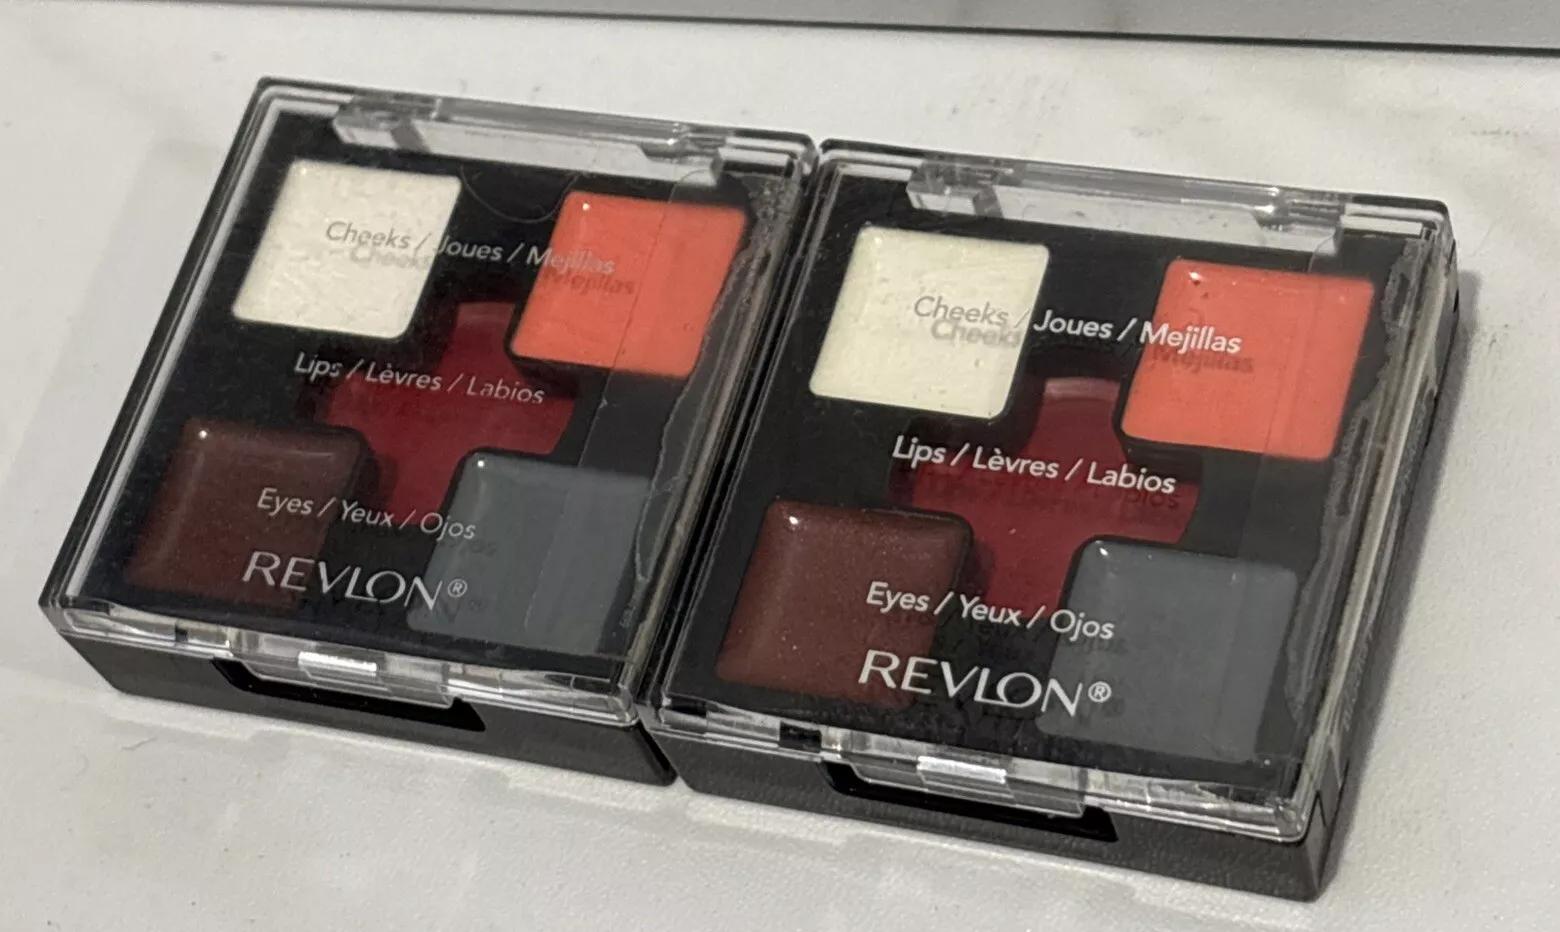 Cheeks / Joues / Mejillas
Lips / Lèvres / Labios
Eyes / Yeux / Ojos
REVLON®
Cheeks / Joues / Mejillas
Lips / Lèvres / Labios
Eyes / Yeux / Ojos
REVLON®